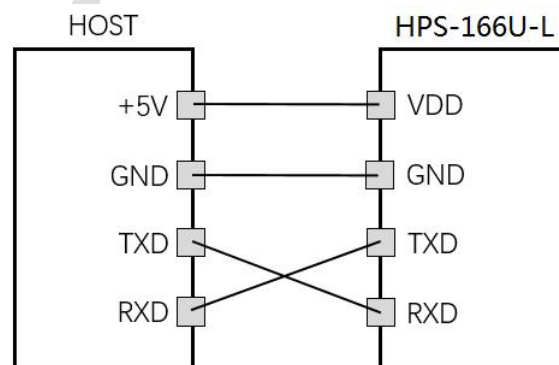 HOST HPS-166U-L
+5V VDD
GND GND
TXD TXD
RXD RXD